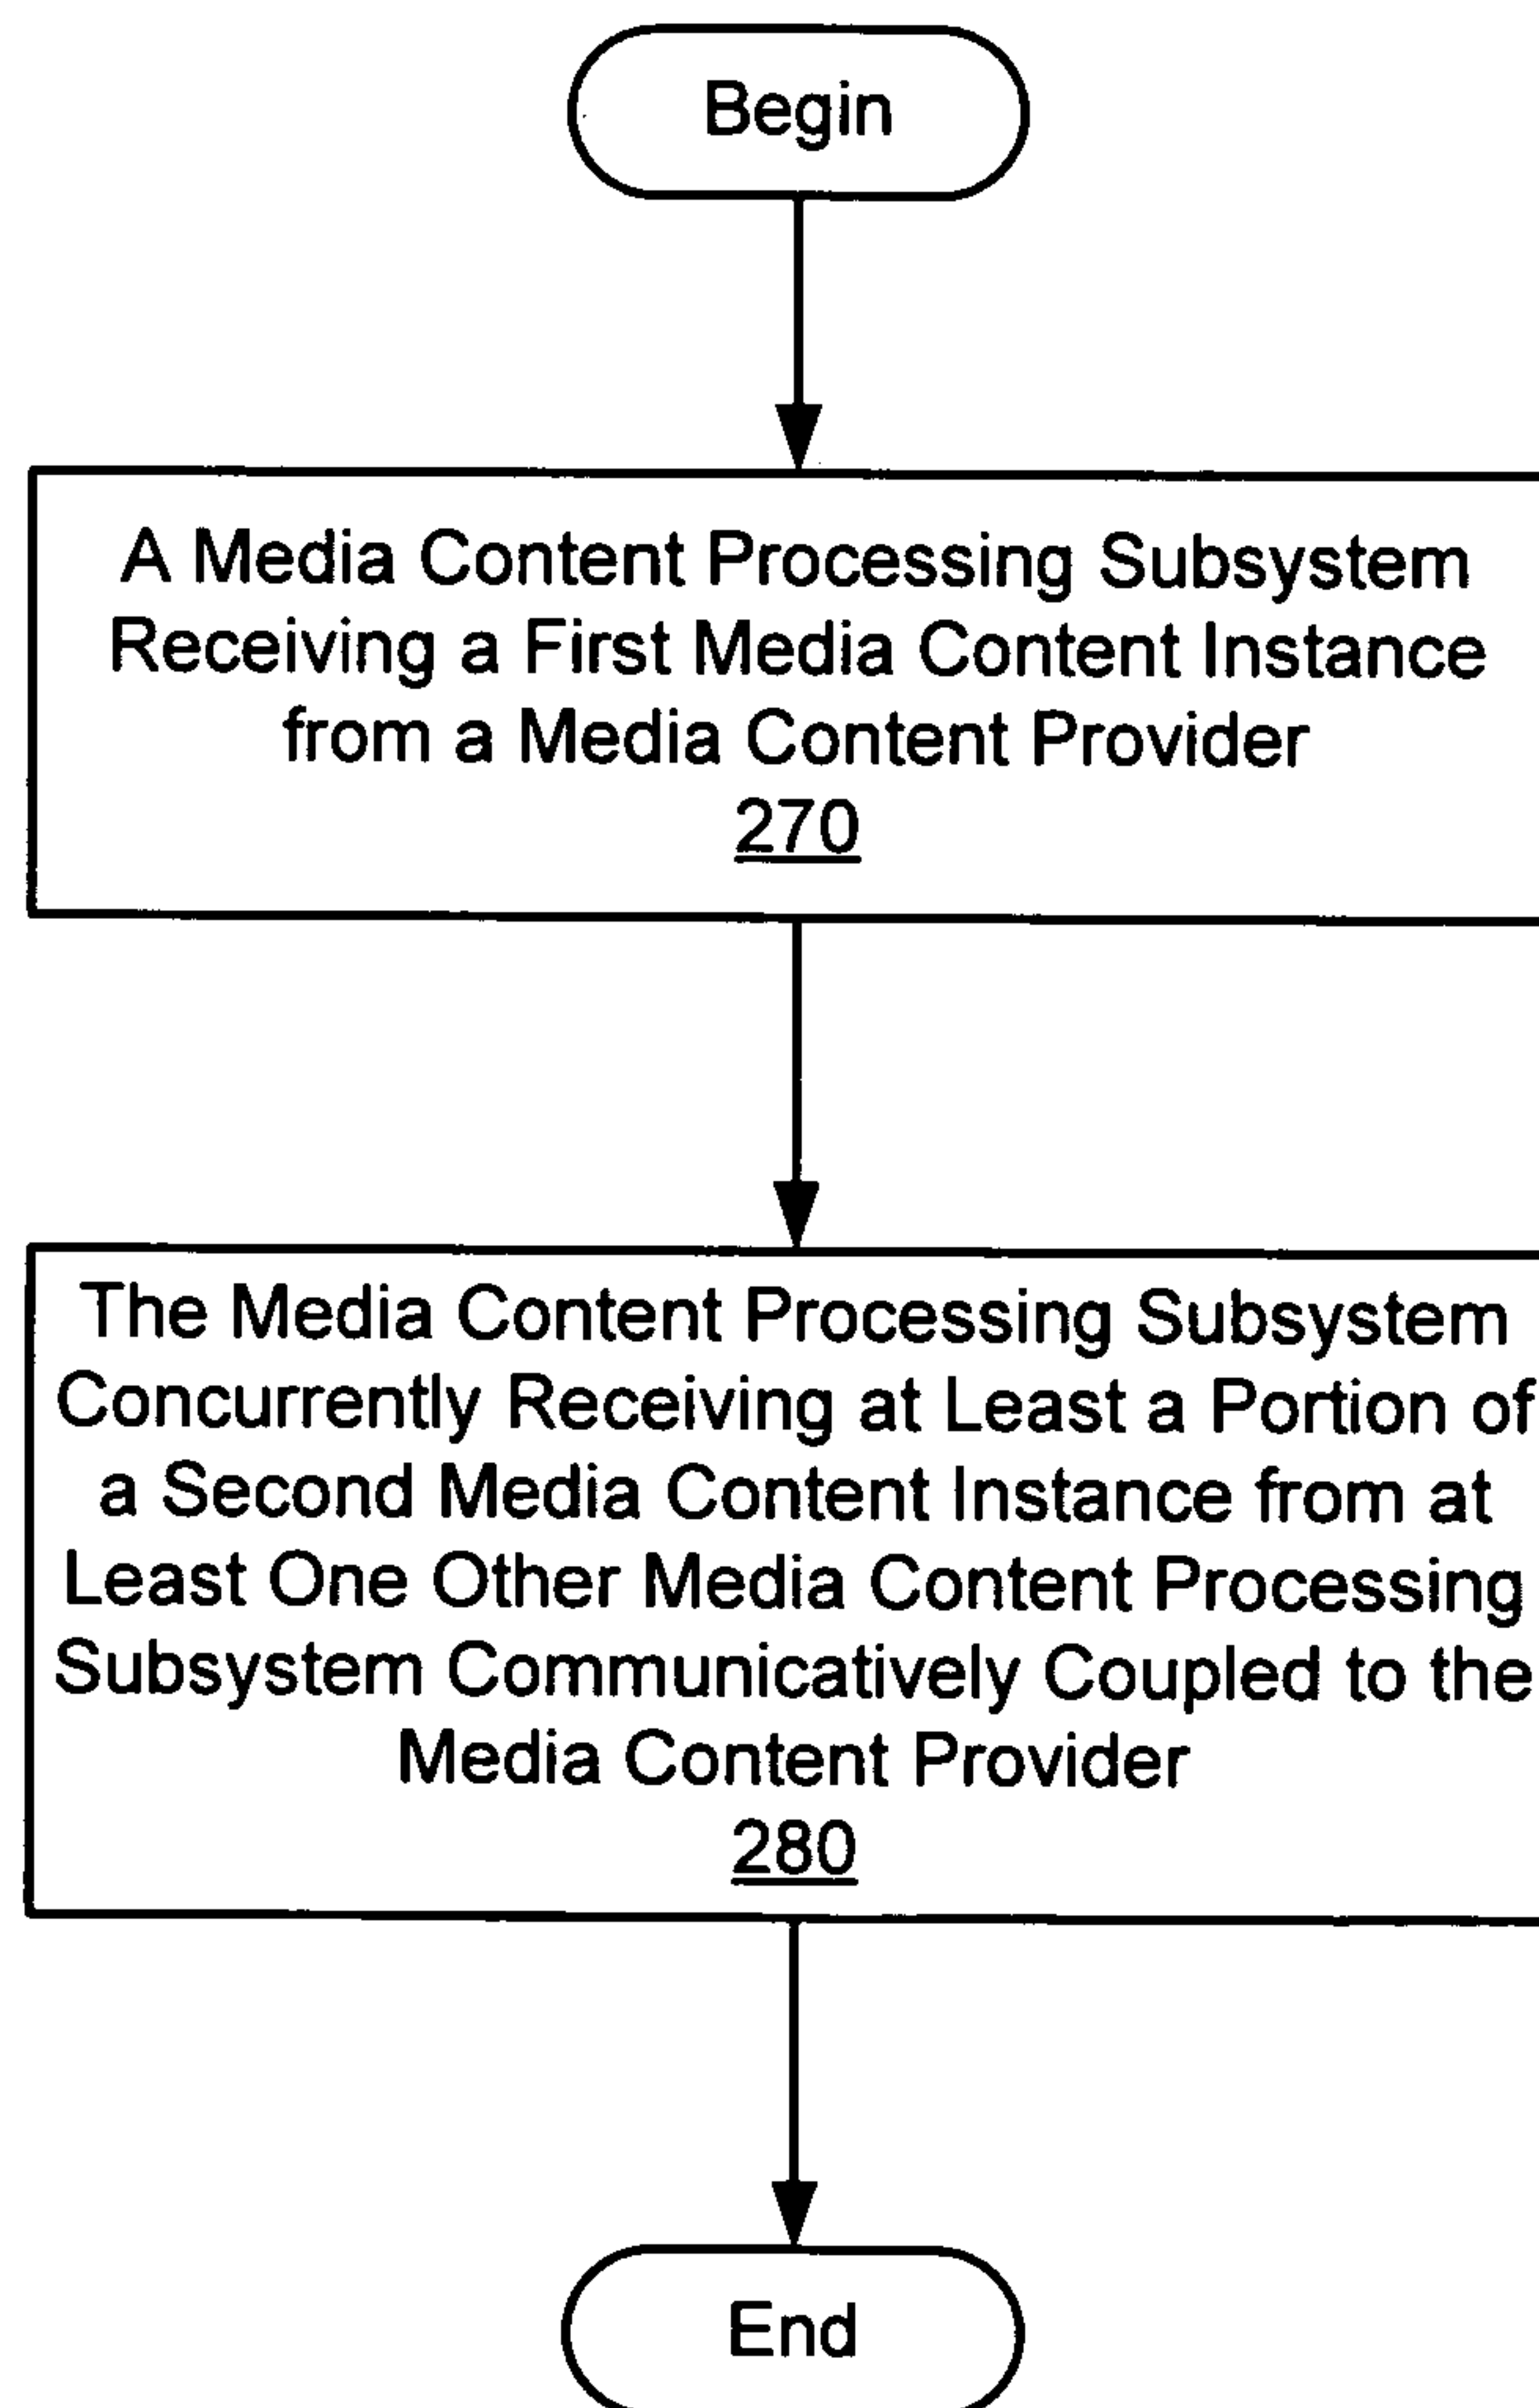 Begin
A Media Content Processing Subsystem
Receiving a First Media Content Instance
from a Media Content Provider
270
The Media Content Processing Subsystem
Concurrently Receiving at Least a Portion of
a Second Media Content Instance from at
Least One Other Media Content Processing
Subsystem Communicatively Coupled to the
Media Content Provider
280
End